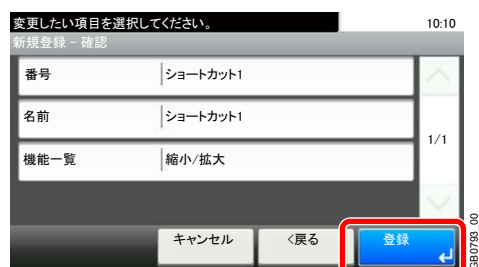 変更したい項目を選択してください。 10:10
新規登録 - 確認
番号 ショートカット1
名前 ショートカット1
1/1
機能一覧 縮小/拡大
キャンセル <戻る 登録
GB0793_00